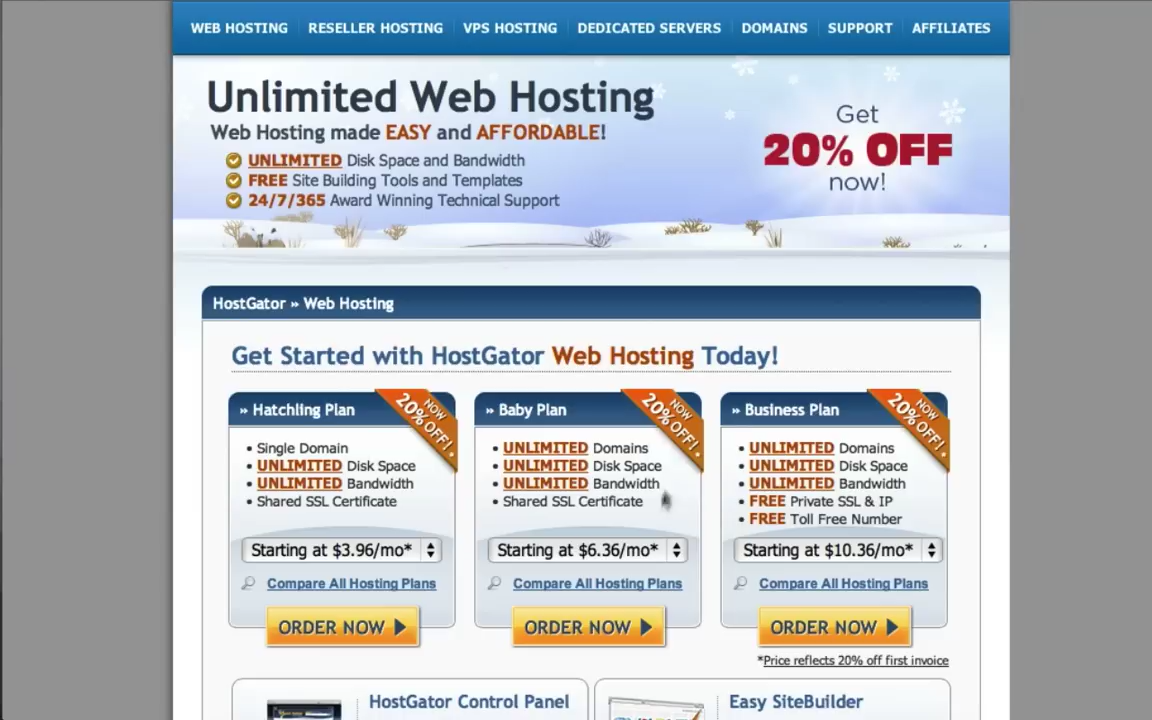 WEB HOSTING RESELLER HOSTING VPS HOSTING DEDICATED SERVERS DOMAINS SUPPORT AFFILIATES
Unlimited Web Hosting
Web Hosting made EASY and AFFORDABLE!
UNLIMITED Disk Space and Bandwidth
FREE Site Building Tools and Templates
24/7/365 Award Winning Technical Support
Get
20% OFF
now!
HostGator » Web Hosting
Get Started with HostGator Web Hosting Today!
» Hatchling Plan
NOW
20% OFF!
• Single Domain
• UNLIMITED Disk Space
• UNLIMITED Bandwidth
• Shared SSL Certificate
Starting at $3.96/mo*
Compare All Hosting Plans
ORDER NOW
» Baby Plan
NOW
20% OFF!
• UNLIMITED Domains
• UNLIMITED Disk Space
• UNLIMITED Bandwidth
• Shared SSL Certificate
Starting at $6.36/mo*
Compare All Hosting Plans
ORDER NOW
» Business Plan
NOW
20% OFF!
• UNLIMITED Domains
• UNLIMITED Disk Space
• UNLIMITED Bandwidth
• FREE Private SSL & IP
• FREE Toll Free Number
Starting at $10.36/mo*
Compare All Hosting Plans
ORDER NOW
*Price reflects 20% off first invoice
HostGator Control Panel
Easy SiteBuilder